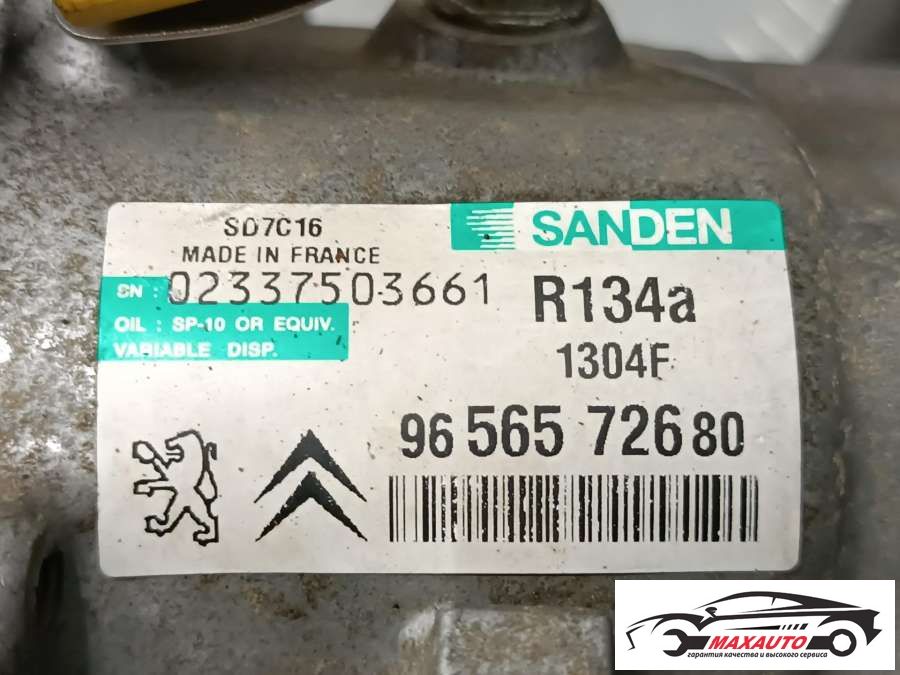 SD7C16
MADE IN FRANCE
SANDEN
SN : 02337503661
R134a
OIL : SP-10 OR EQUIV.
VARIABLE DISP.
1304F
96 565 726 80
MAXAUTO
гарантия качества и высокого сервиса